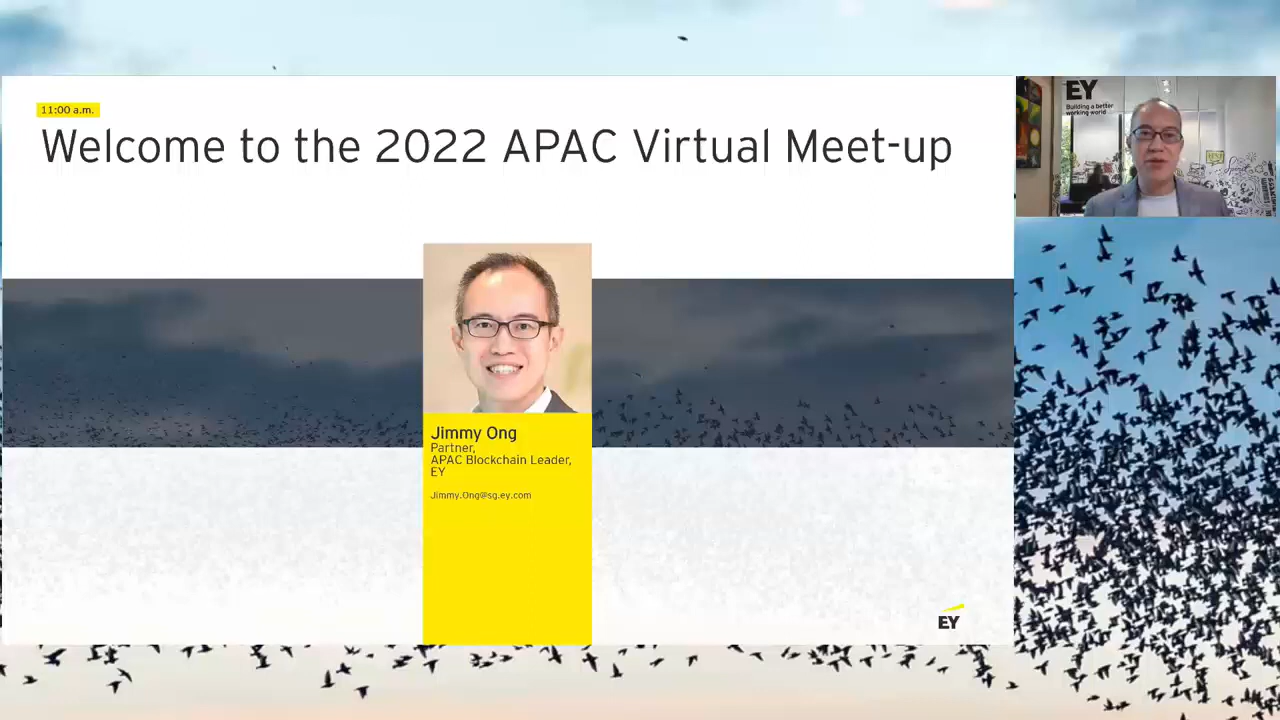 11:00 a.m.
Welcome to the 2022 APAC Virtual Meet-up
EY
Building a better
working world
Jimmy Ong
Partner,
APAC Blockchain Leader,
EY
Jimmy.Ong@sg.ey.com
EY